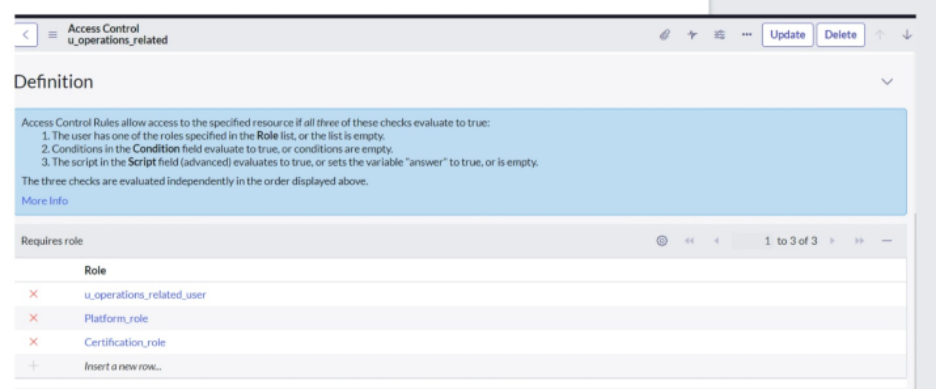 Access Control
u_operations_related
Update
Delete
Definition
Access Control Rules allow access to the specified resource if all three of these checks evaluate to true:
1. The user has one of the roles specified in the Role list, or the list is empty.
2. Conditions in the Condition field evaluate to true, or conditions are empty.
3. The script in the Script field (advanced) evaluates to true, or sets the variable "answer" to true, or is empty.
The three checks are evaluated independently in the order displayed above.
More Info
Requires role
1 to 3 of 3
Role
u_operations_related_user
Platform_role
Certification_role
Insert a new row...